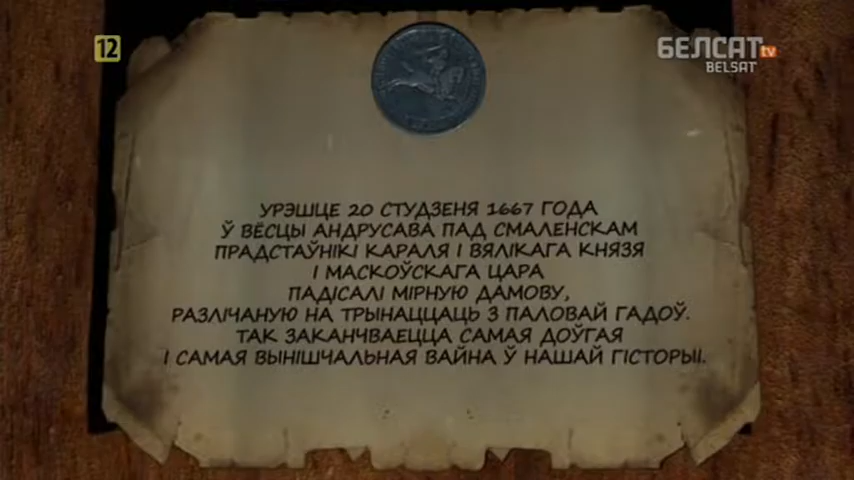 12
БЕЛСАТ tv
BELSAT
УРЭШЦЕ 20 СТУДЗЕНЯ 1667 ГОДА
Ў ВЁСЦЫ АНДРУСАВА ПАД СМАЛЕНСКАМ
ПРАДСТАЎНІКІ КАРАЛЯ І ВЯЛІКАГА КНЯЗЯ
І МАСКОЎСКАГА ЦАРА
ПАДІСАЛІ МІРНУЮ ДАМОВУ,
РАЗЛІЧАНУЮ НА ТРЫНАЦЦАЦЬ З ПАЛОВАЙ ГАДОЎ.
ТАК ЗАКАНЧВАЕЦЦА САМАЯ ДОЎГАЯ
І САМАЯ ВЫНІШЧАЛЬНАЯ ВАЙНА Ў НАШАЙ ГІСТОРЫІ.